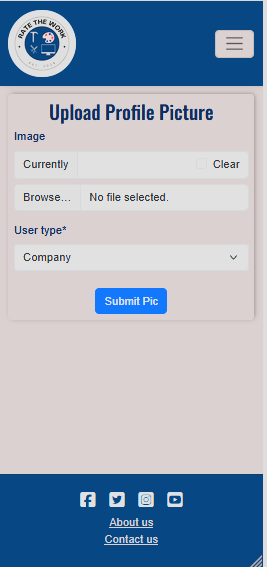 RATE THE WORK
Upload Profile Picture
Image
Currently
Clear
Browse...
No file selected.
User type*
Company
Submit Pic
About us
Contact us